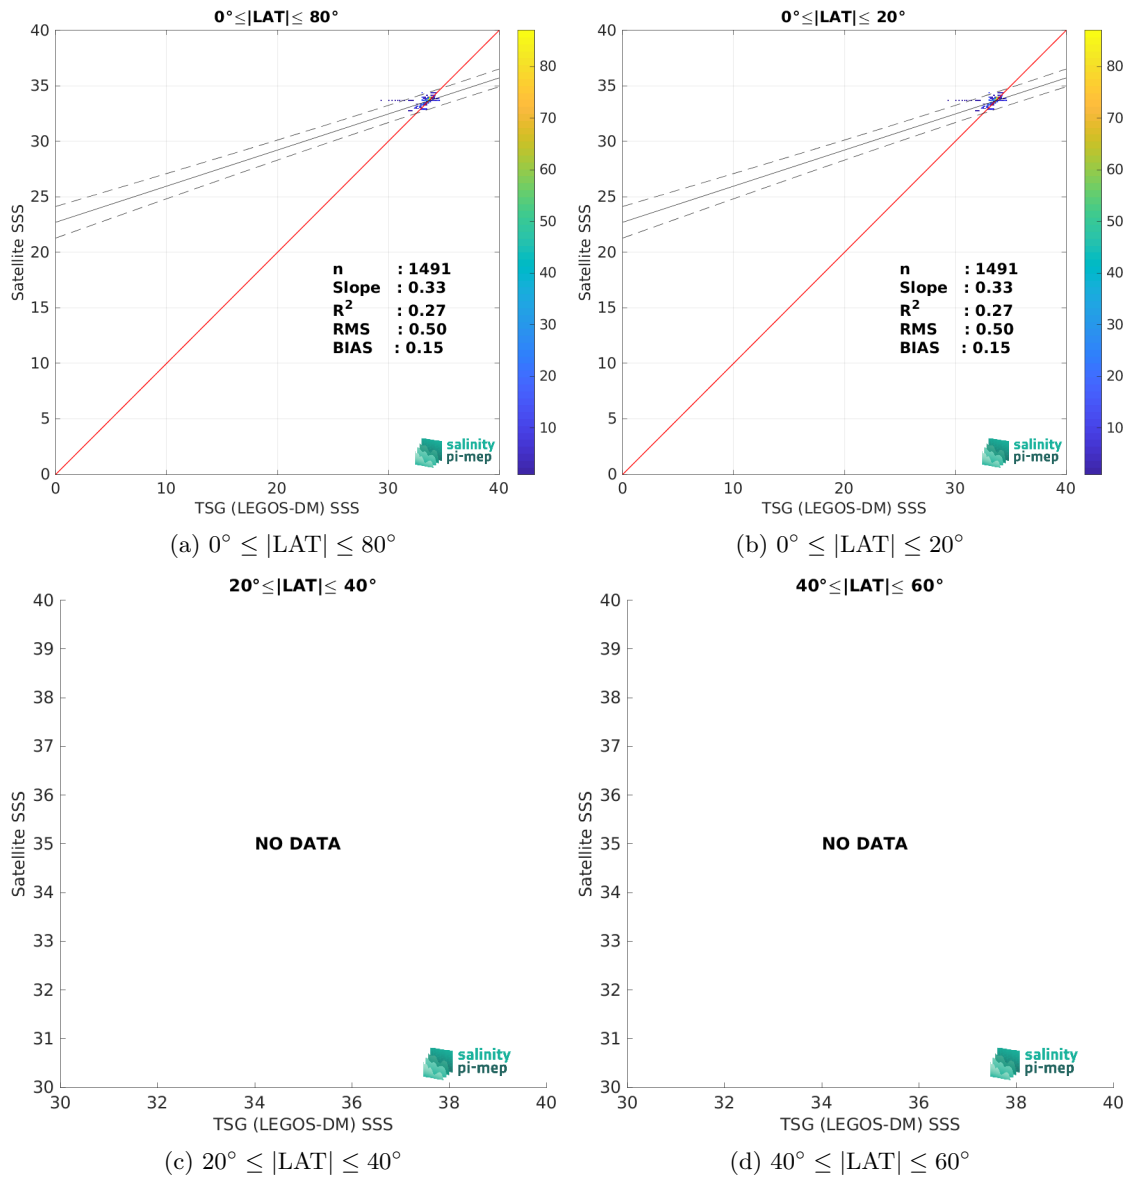 0°≤|LAT|≤ 80°
40
35
30
25
20
15
10
5
0
0
10
20
30
40
Satellite SSS
TSG (LEGOS-DM) SSS
n : 1491
Slope : 0.33
R² : 0.27
RMS : 0.50
BIAS : 0.15
salinity
pi-mep
80
70
60
50
40
30
20
10
(a) 0° ≤ |LAT| ≤ 80°
0°≤|LAT|≤ 20°
40
35
30
25
20
15
10
5
0
0
10
20
30
40
Satellite SSS
TSG (LEGOS-DM) SSS
n : 1491
Slope : 0.33
R² : 0.27
RMS : 0.50
BIAS : 0.15
salinity
pi-mep
80
70
60
50
40
30
20
10
(b) 0° ≤ |LAT| ≤ 20°
20°≤|LAT|≤ 40°
40
39
38
37
36
35
34
33
32
31
30
30
32
34
36
38
40
Satellite SSS
NO DATA
salinity
pi-mep
TSG (LEGOS-DM) SSS
(c) 20° ≤ |LAT| ≤ 40°
40°≤|LAT|≤ 60°
40
39
38
37
36
35
34
33
32
31
30
30
32
34
36
38
40
Satellite SSS
NO DATA
salinity
pi-mep
TSG (LEGOS-DM) SSS
(d) 40° ≤ |LAT| ≤ 60°